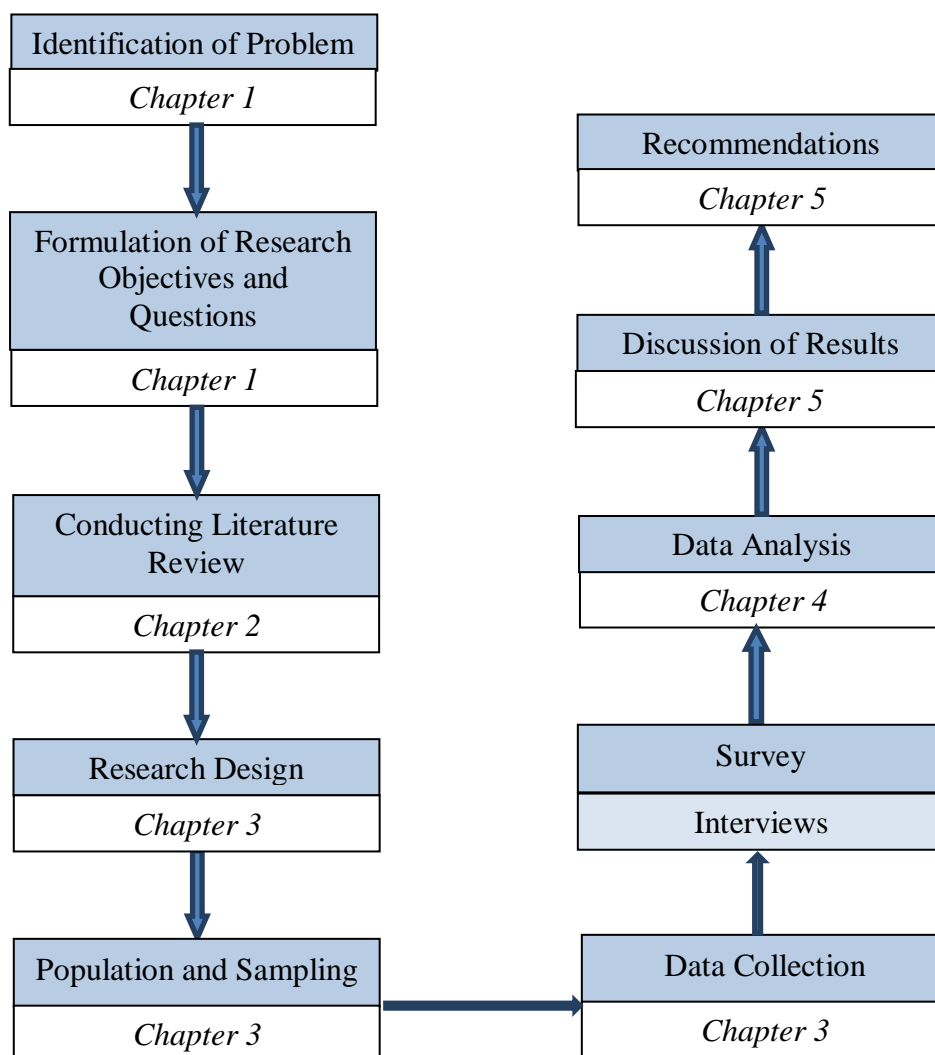 Identification of Problem
Chapter 1
Formulation of Research
Objectives and
Questions
Chapter 1
Conducting Literature
Review
Chapter 2
Research Design
Chapter 3
Population and Sampling
Chapter 3
Data Collection
Chapter 3
Survey
Interviews
Data Analysis
Chapter 4
Discussion of Results
Chapter 5
Recommendations
Chapter 5